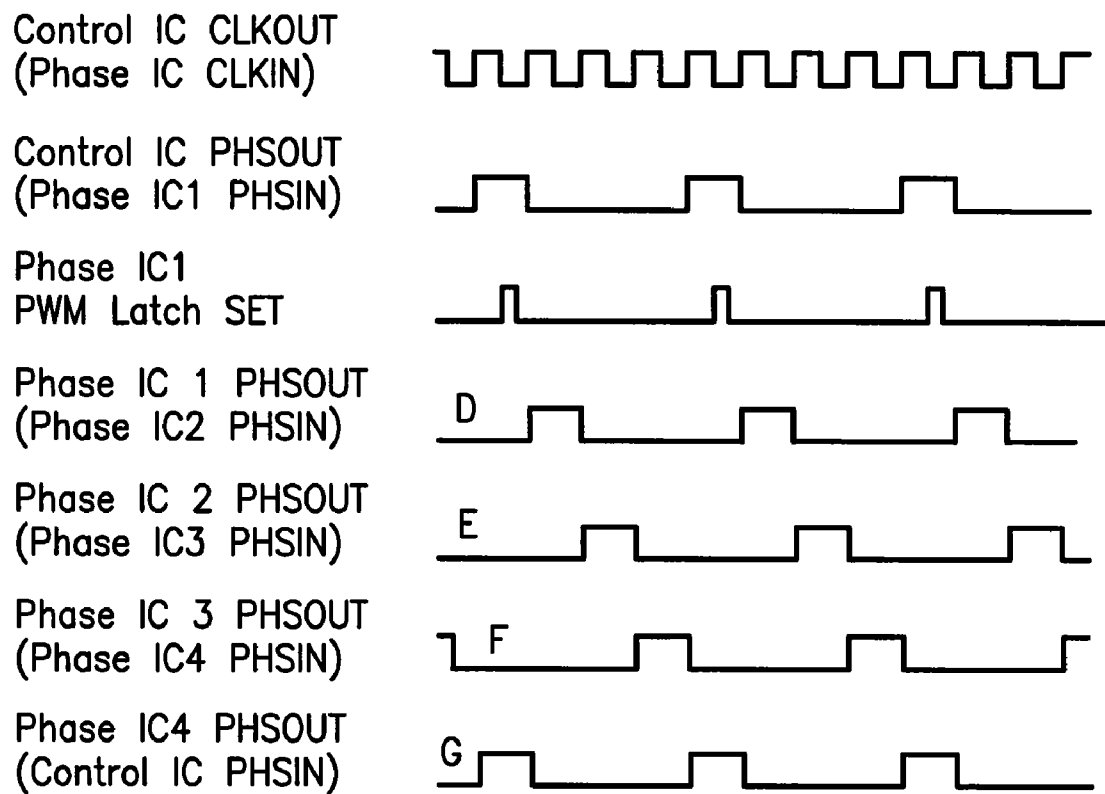 Control IC CLKOUT
(Phase IC CLKIN)
Control IC PHSOUT
(Phase IC1 PHSIN)
Phase IC1
PWM Latch SET
Phase IC 1 PHSOUT
(Phase IC2 PHSIN)
D
Phase IC 2 PHSOUT
(Phase IC3 PHSIN)
E
Phase IC 3 PHSOUT
(Phase IC4 PHSIN)
F
Phase IC4 PHSOUT
(Control IC PHSIN)
G